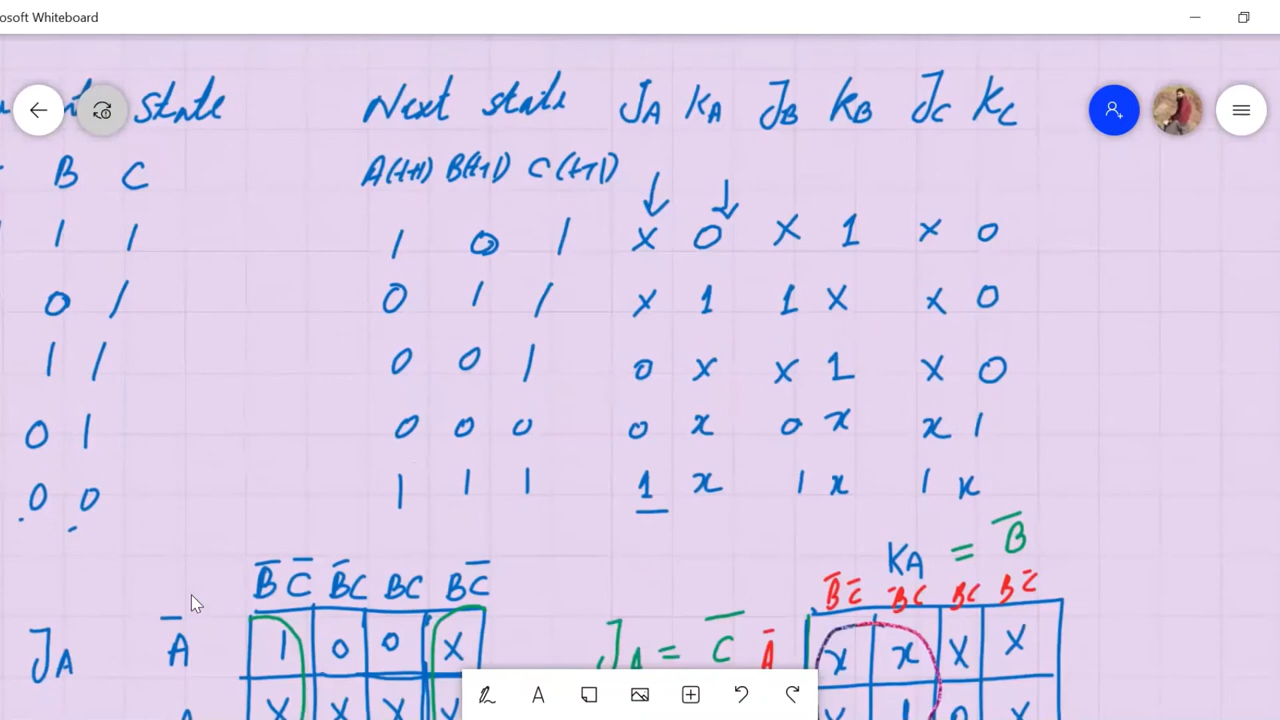 osoft Whiteboard
state Next state JA KA JB KB JC KC
B C A(t+1) B(t+1) C(t+1)
1 1 1 0 1 X 0 X 1 X 0
0 1 0 1 1 X 1 1 X X 0
1 1 0 0 1 0 X X 1 X 0
0 1 0 0 0 0 x 0 x x 1
0 0 1 1 1 1 x 1 x 1 x
KA = B̅
B̅ C̅ B̅C BC BC̅ B̅C̅ B̅C BC BC̅
JA A̅ 1 0 0 X JA = C̅ A̅ x x X X
X X X 1 0 X